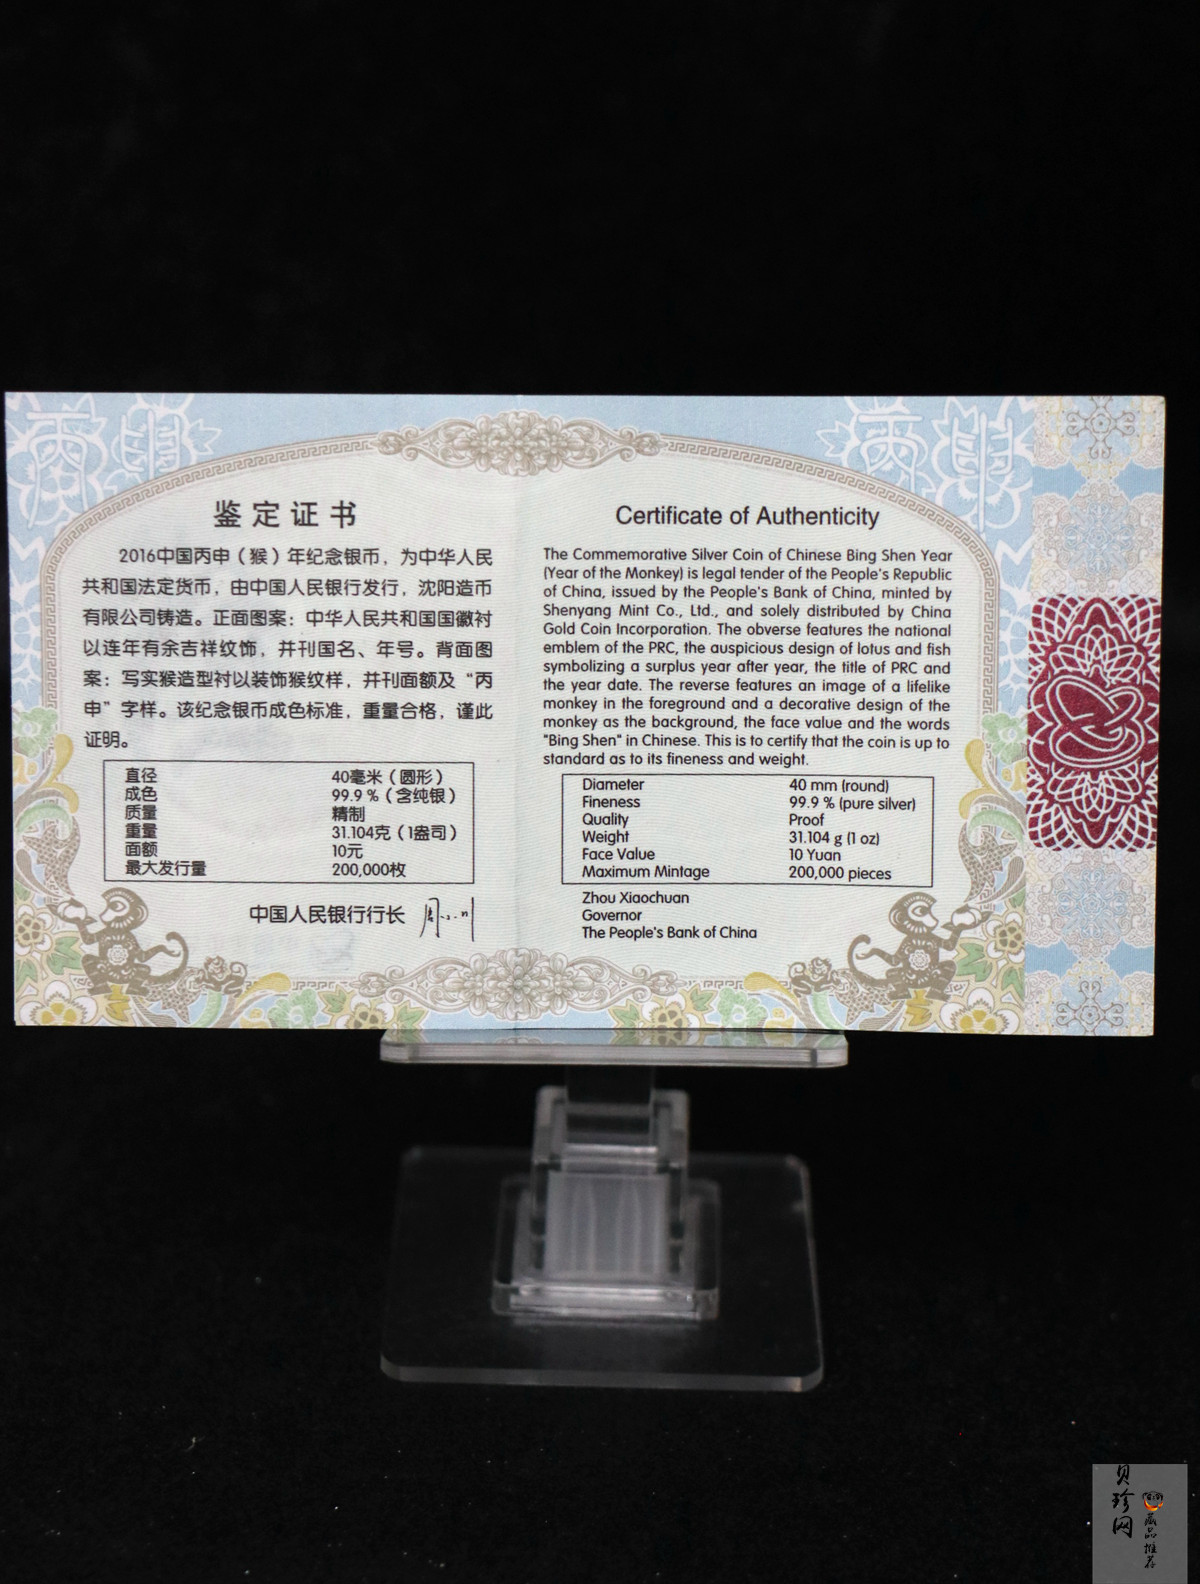 鉴定证书
2016中国丙申（猴）年纪念银币，为中华人民
共和国法定货币，由中国人民银行发行，沈阳造币
有限公司铸造。正面图案：中华人民共和国国徽衬
以连年有余吉祥纹饰，并刊国名、年号。背面图
案：写实猴造型衬以装饰猴纹样，并刊面额及“丙
申”字样。该纪念银币成色标准，重量合格，谨此
证明。
直径 40毫米（圆形）
成色 99.9％（含纯银）
质量 精制
重量 31.104克（1盎司）
面额 10元
最大发行量 200,000枚
中国人民银行行长
Certificate of Authenticity
The Commemorative Silver Coin of Chinese Bing Shen Year
(Year of the Monkey) is legal tender of the People's Republic
of China, issued by the People's Bank of China, minted by
Shenyang Mint Co., Ltd., and solely distributed by China
Gold Coin Incorporation. The obverse features the national
emblem of the PRC, the auspicious design of lotus and fish
symbolizing a surplus year after year, the title of PRC and
the year date. The reverse features an image of a lifelike
monkey in the foreground and a decorative design of the
monkey as the background, the face value and the words
"Bing Shen" in Chinese. This is to certify that the coin is up to
standard as to its fineness and weight.
Diameter 40 mm (round)
Fineness 99.9 % (pure silver)
Quality Proof
Weight 31.104 g (1 oz)
Face Value 10 Yuan
Maximum Mintage 200,000 pieces
Zhou Xiaochuan
Governor
The People's Bank of China
丙申
丙申
贝珍网
藏品推荐